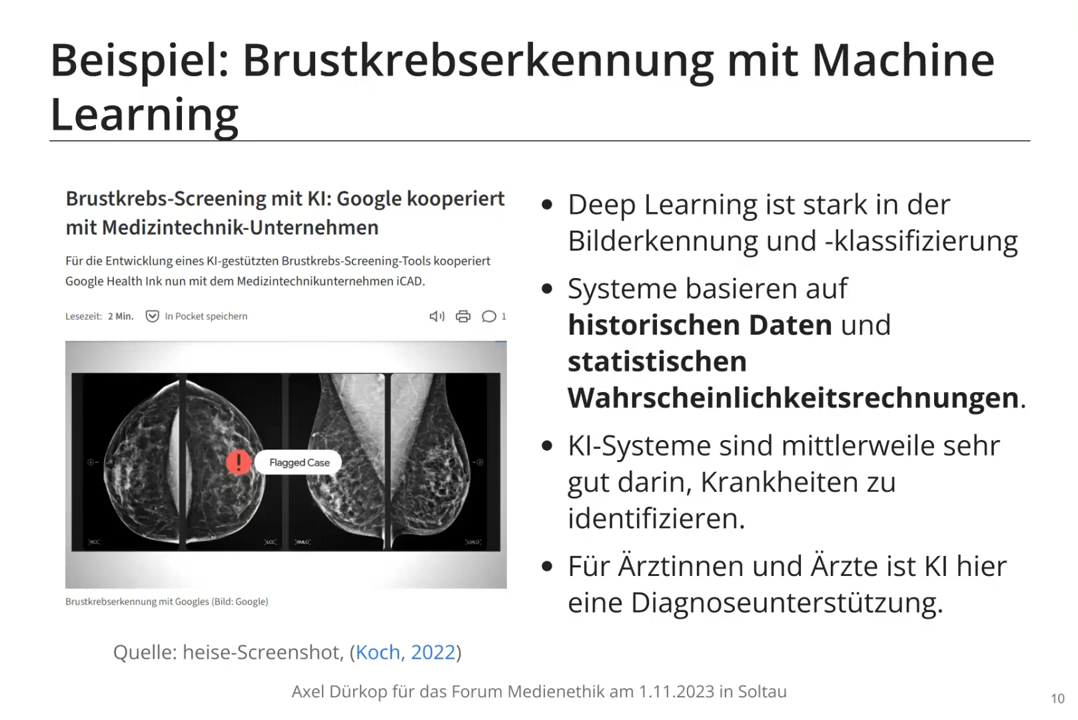 Beispiel: Brustkrebserkennung mit Machine
Learning
Brustkrebs-Screening mit KI: Google kooperiert
mit Medizintechnik-Unternehmen
Für die Entwicklung eines KI-gestützten Brustkrebs-Screening-Tools kooperiert
Google Health Ink nun mit dem Medizintechnikunternehmen iCAD.
Lesezeit: 2 Min. In Pocket speichern 1
! Flagged Case
Brustkrebserkennung mit Googles (Bild: Google)
Quelle: heise-Screenshot, (Koch, 2022)
• Deep Learning ist stark in der
Bilderkennung und -klassifizierung
• Systeme basieren auf
historischen Daten und
statistischen
Wahrscheinlichkeitsrechnungen.
• KI-Systeme sind mittlerweile sehr
gut darin, Krankheiten zu
identifizieren.
• Für Ärztinnen und Ärzte ist KI hier
eine Diagnoseunterstützung.
Axel Dürkop für das Forum Medienethik am 1.11.2023 in Soltau
10